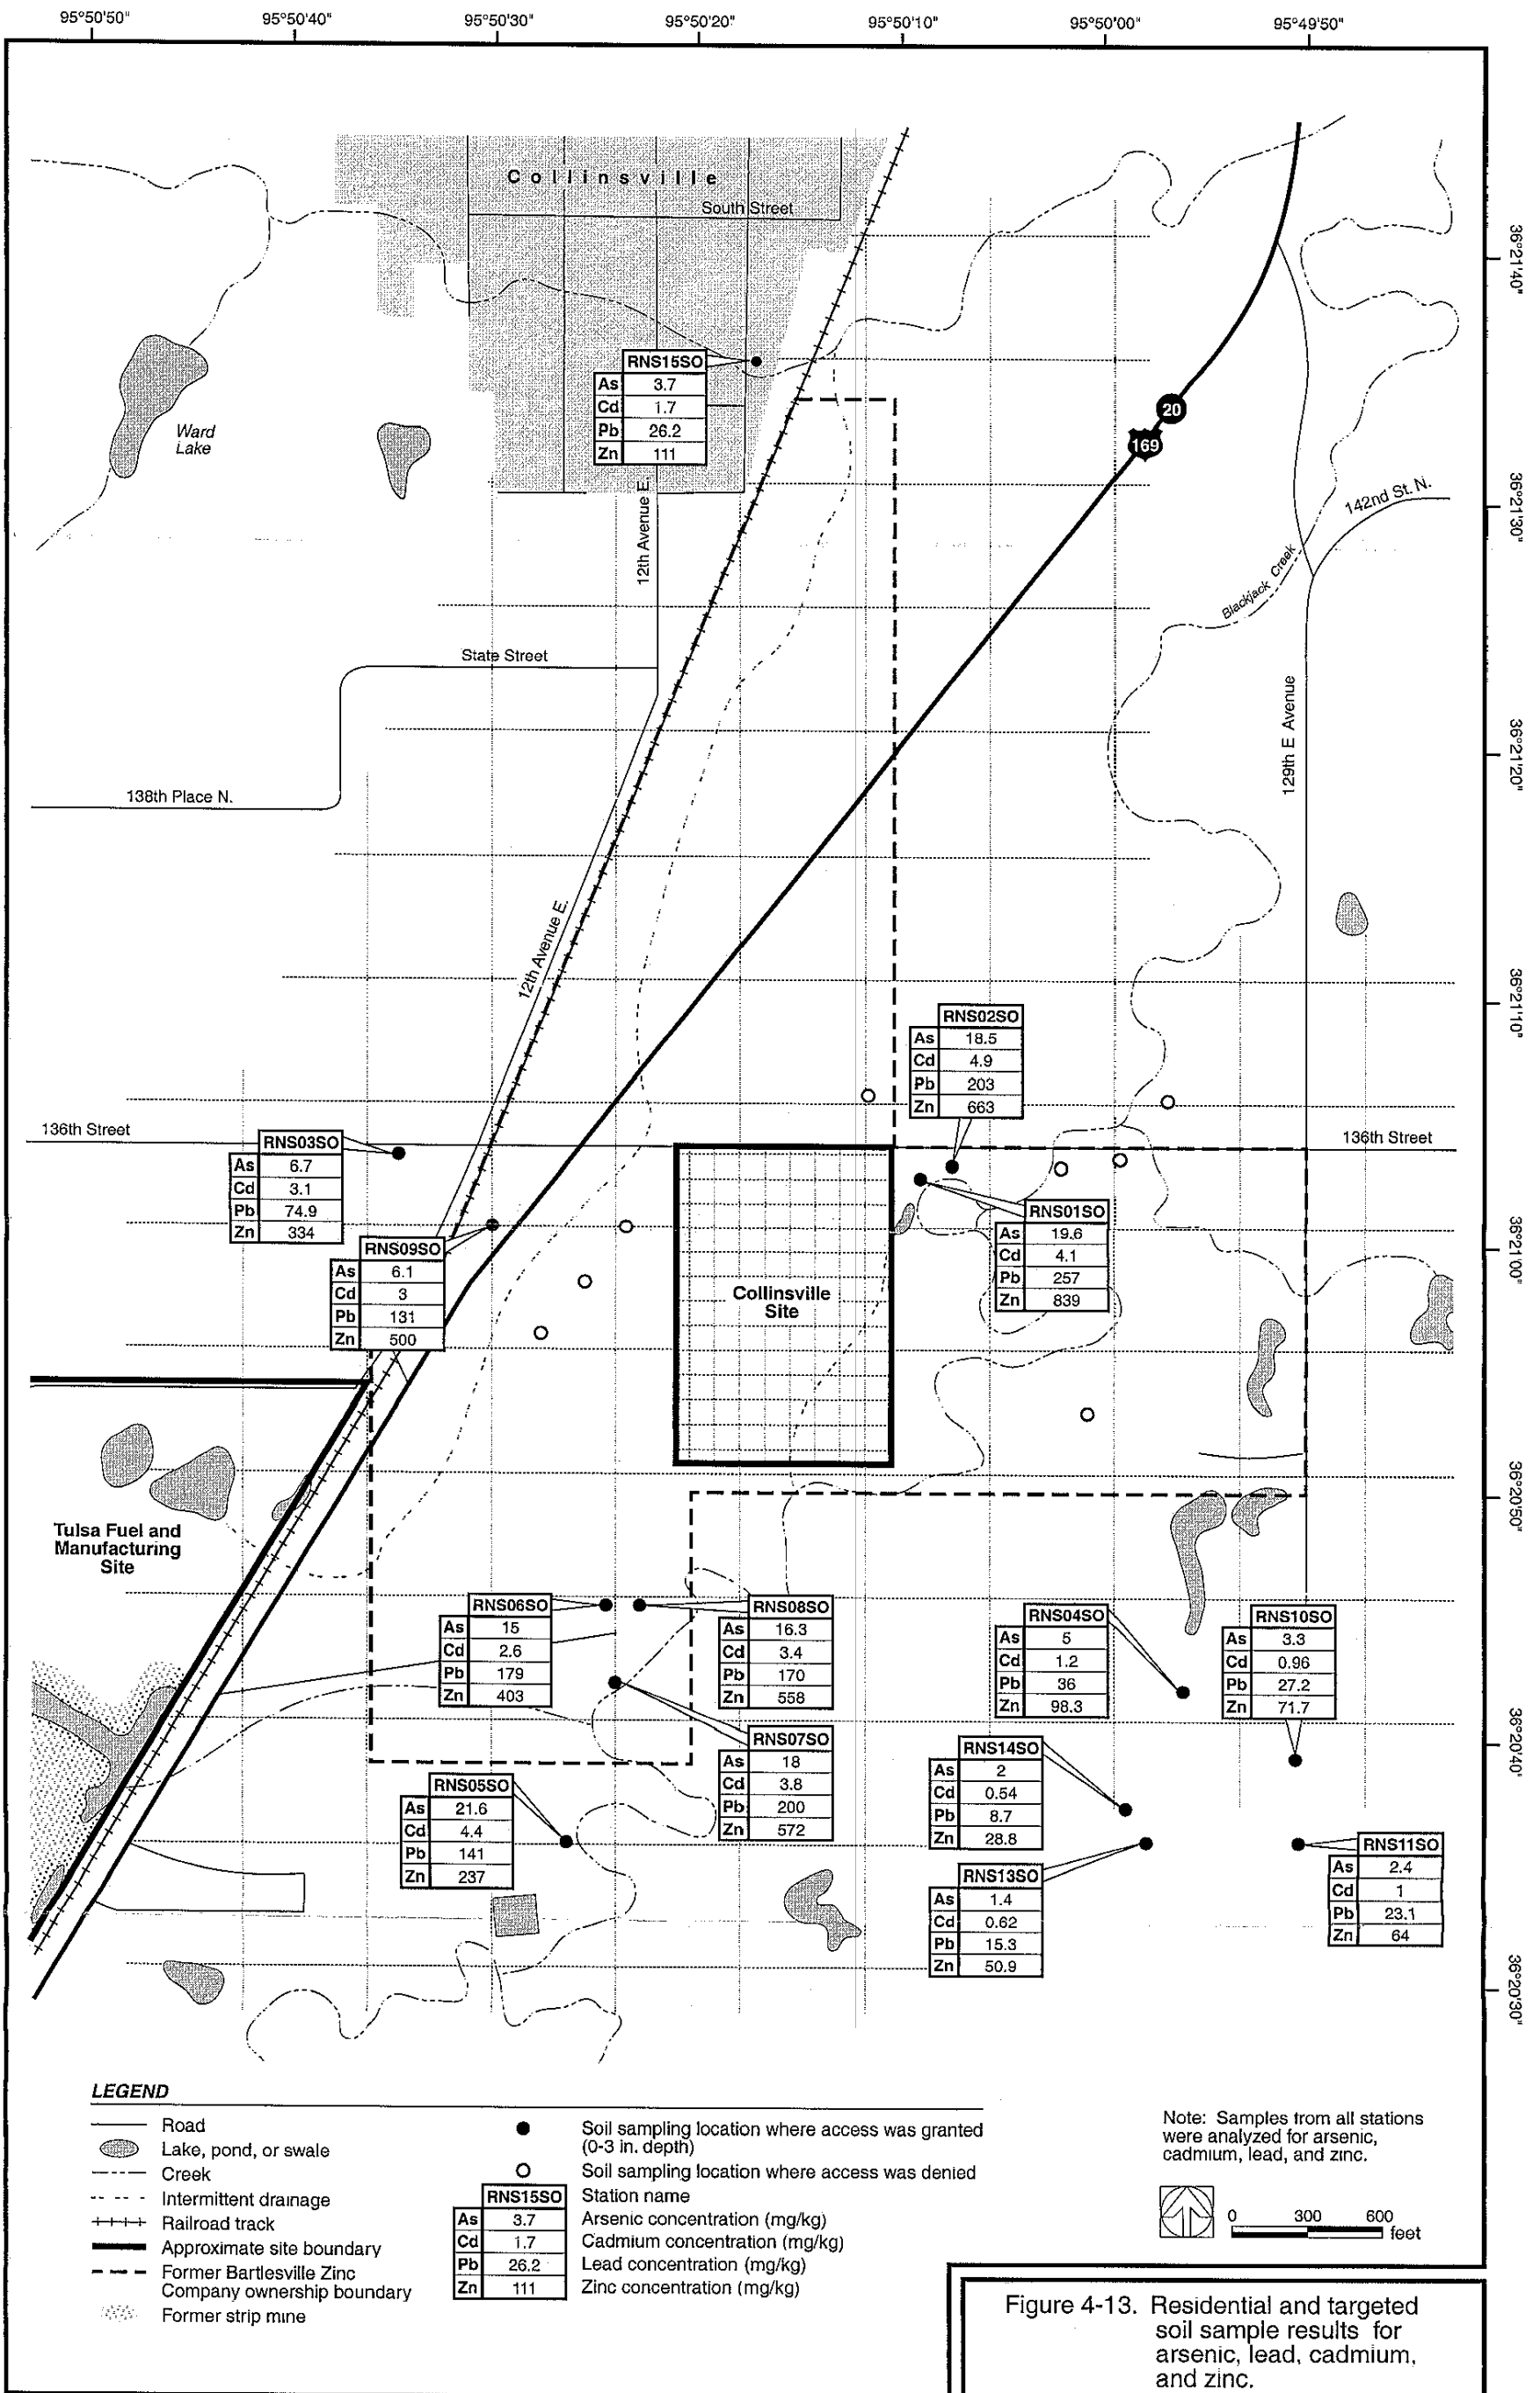 95°50'50" 95°50'40" 95°50'30" 95°50'20" 95°50'10" 95°50'00" 95°49'50"
Collinsville
South Street
36°21'40"
RNS15SO
As 3.7
Cd 1.7
Pb 26.2
Zn 111
Ward
Lake
20
169
142nd St. N.
36°21'30"
12th Avenue E.
Blackjack Creek
State Street
129th E Avenue
36°21'20"
138th Place N.
12th Avenue E.
36°21'10"
RNS02SO
As 18.5
Cd 4.9
Pb 203
Zn 663
136th Street
136th Street
RNS03SO
As 6.7
Cd 3.1
Pb 74.9
Zn 334
RNS01SO
As 19.6
Cd 4.1
Pb 257
Zn 839
RNS09SO
As 6.1
Cd 3
Pb 131
Zn 500
36°21'00"
Collinsville
Site
36°20'50"
Tulsa Fuel and
Manufacturing
Site
RNS06SO
As 15
Cd 2.6
Pb 179
Zn 403
RNS08SO
As 16.3
Cd 3.4
Pb 170
Zn 558
RNS04SO
As 5
Cd 1.2
Pb 36
Zn 98.3
RNS10SO
As 3.3
Cd 0.96
Pb 27.2
Zn 71.7
RNS07SO
As 18
Cd 3.8
Pb 200
Zn 572
RNS14SO
As 2
Cd 0.54
Pb 8.7
Zn 28.8
36°20'40"
RNS05SO
As 21.6
Cd 4.4
Pb 141
Zn 237
RNS13SO
As 1.4
Cd 0.62
Pb 15.3
Zn 50.9
RNS11SO
As 2.4
Cd 1
Pb 23.1
Zn 64
36°20'30"
LEGEND
Road
Lake, pond, or swale
Creek
Intermittent drainage
Railroad track
Approximate site boundary
Former Bartlesville Zinc
Company ownership boundary
Former strip mine
Soil sampling location where access was granted
(0-3 in. depth)
Soil sampling location where access was denied
RNS15SO Station name
As 3.7 Arsenic concentration (mg/kg)
Cd 1.7 Cadmium concentration (mg/kg)
Pb 26.2 Lead concentration (mg/kg)
Zn 111 Zinc concentration (mg/kg)
Note: Samples from all stations
were analyzed for arsenic,
cadmium, lead, and zinc.
0 300 600
feet
Figure 4-13. Residential and targeted
soil sample results for
arsenic, lead, cadmium,
and zinc.